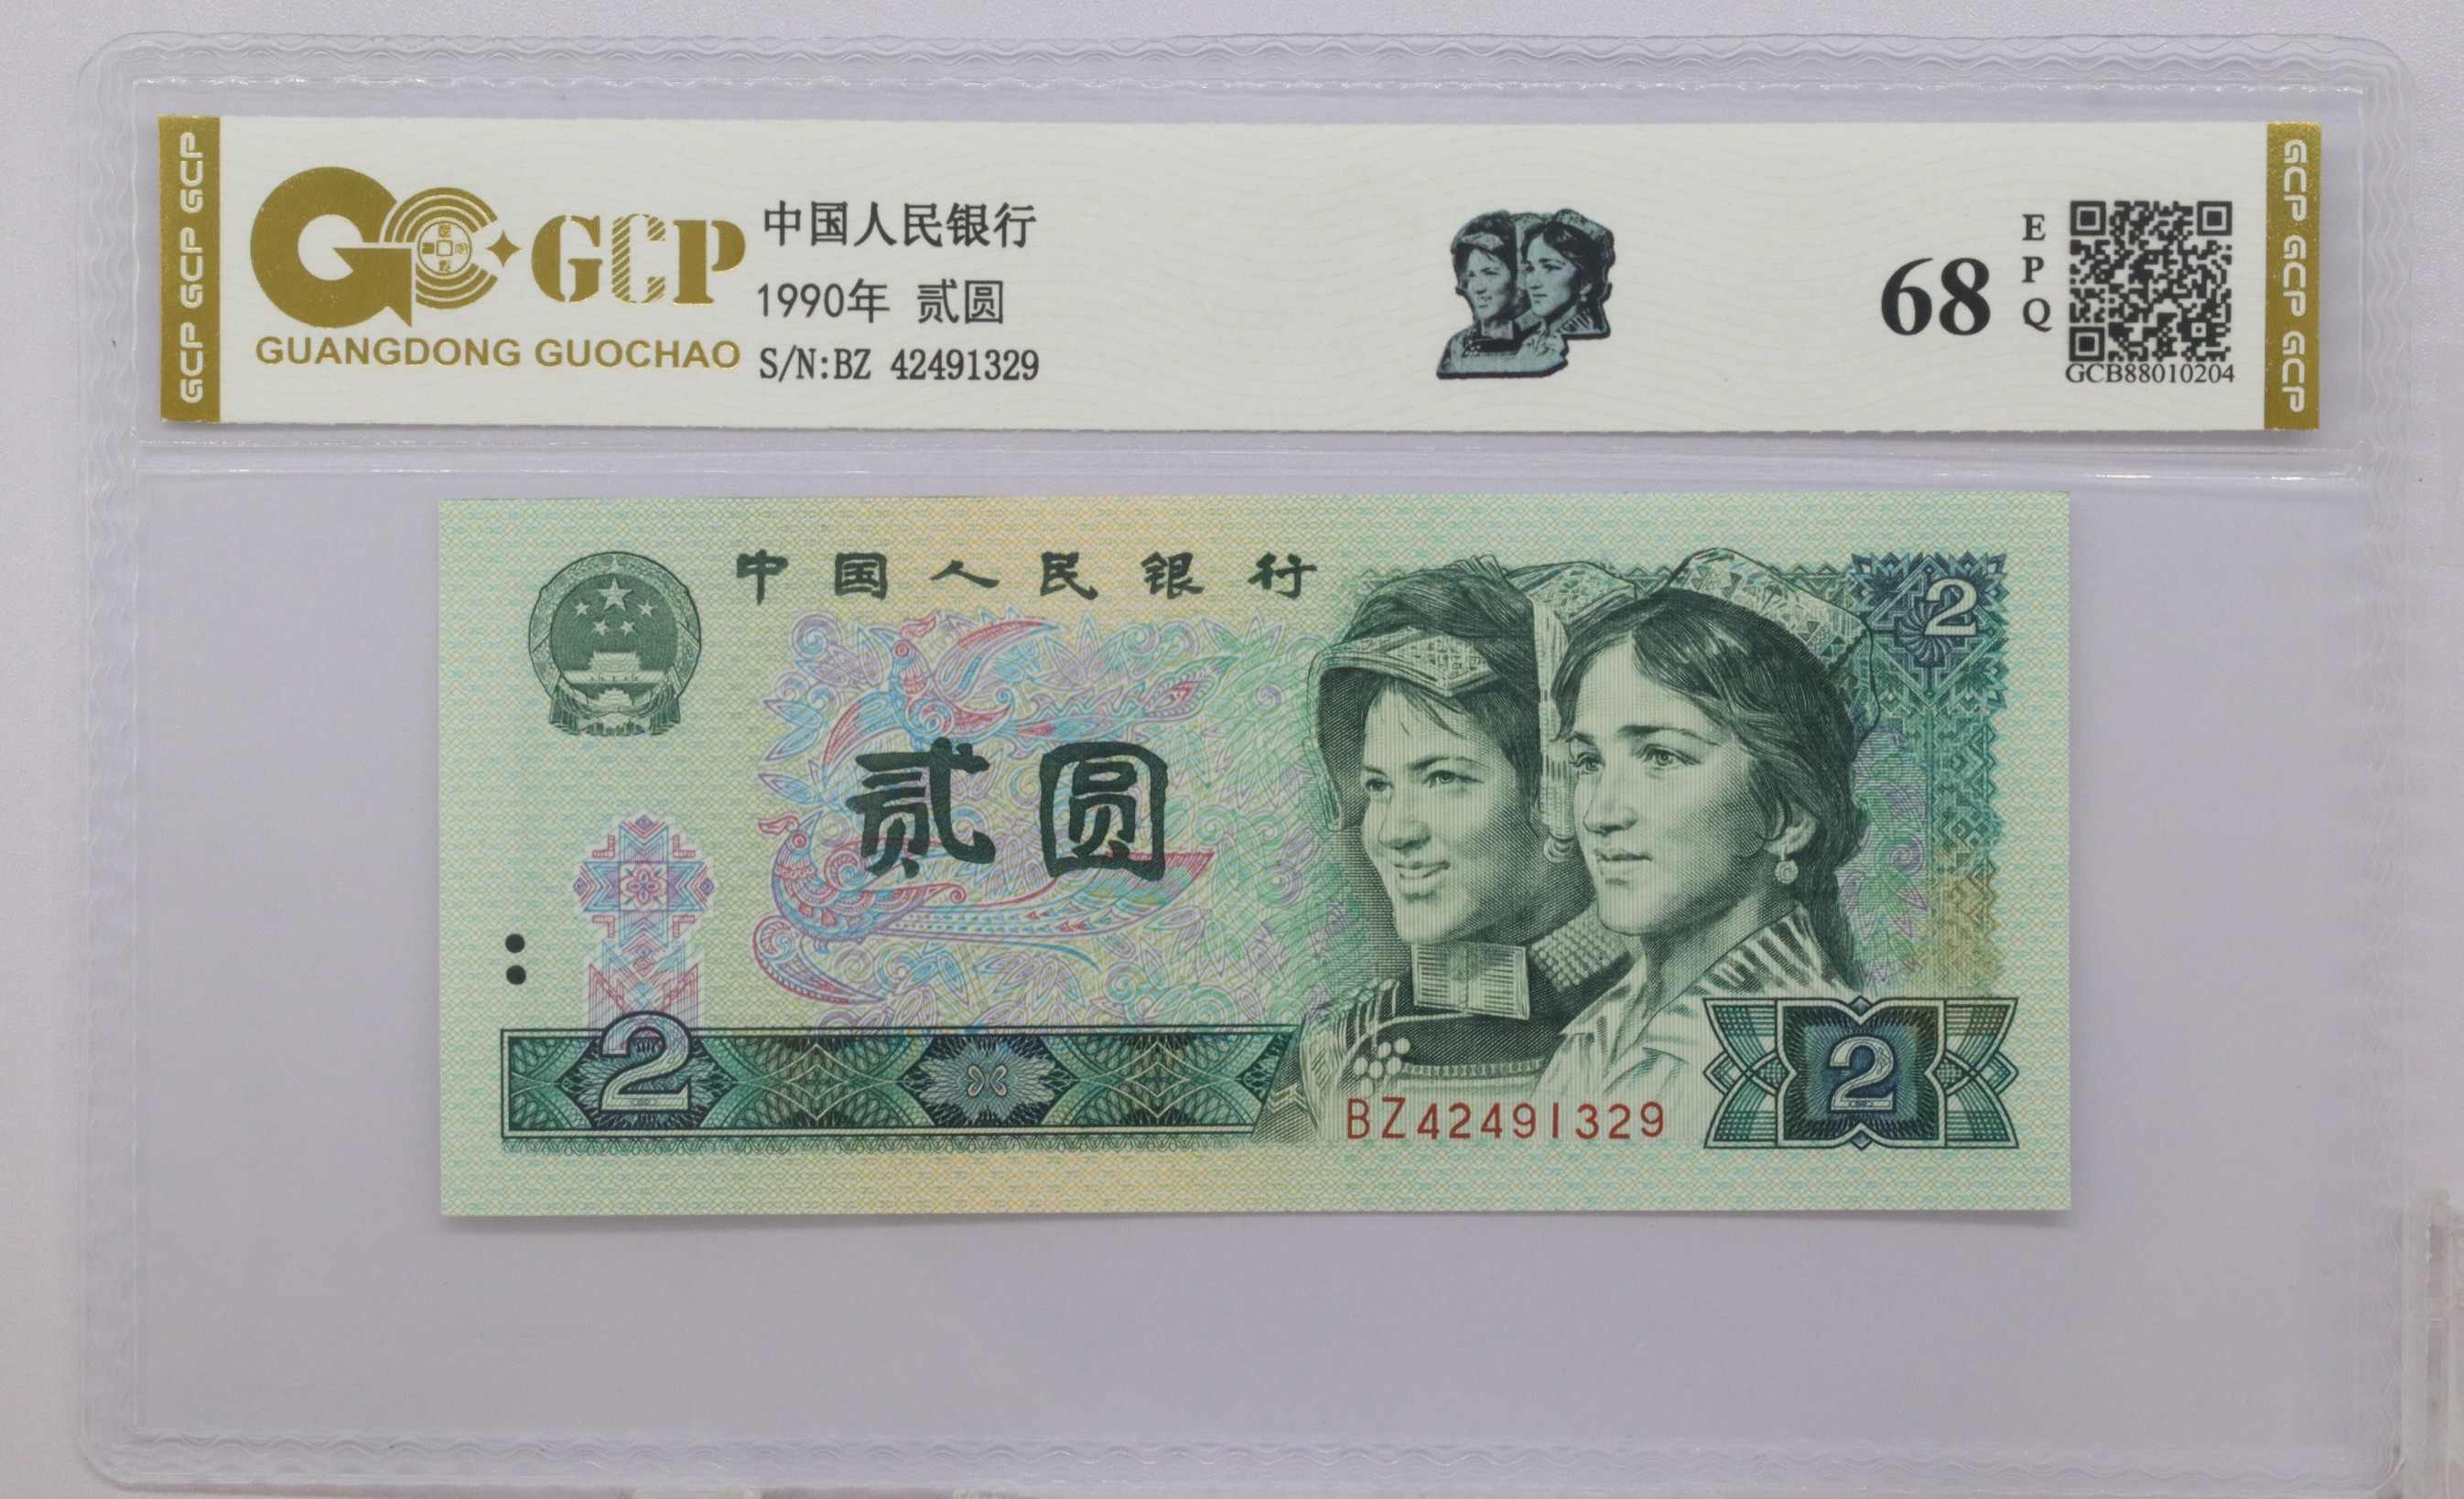 GCP GCP GCP
GCP
GUANGDONG GUOCHAO
中国人民银行
1990年 贰圆
S/N:BZ 42491329
68
EPQ
GCB88010204
GCP GCP GCP
中国人民银行
2
贰圆
2
BZ42491329
2